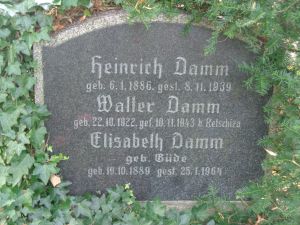 Heinrich Damm
geb. 6.1.1886. gest. 8.11.1939
Walter Damm
geb. 22.10.1922. gef. 10.11.1943 b. Retschiza
Elisabeth Damm
geb. Güde
geb. 19.10.1889 gest. 25.1.1964